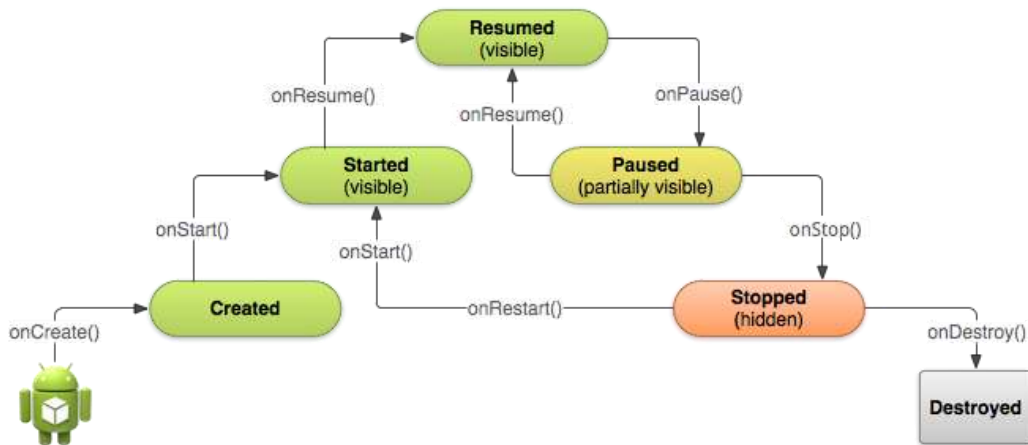 Resumed
(visible)
onResume()
onResume()
onPause()
Started
(visible)
Paused
(partially visible)
onStart()
onStart()
onStop()
Created
onRestart()
Stopped
(hidden)
onCreate()
onDestroy()
Destroyed